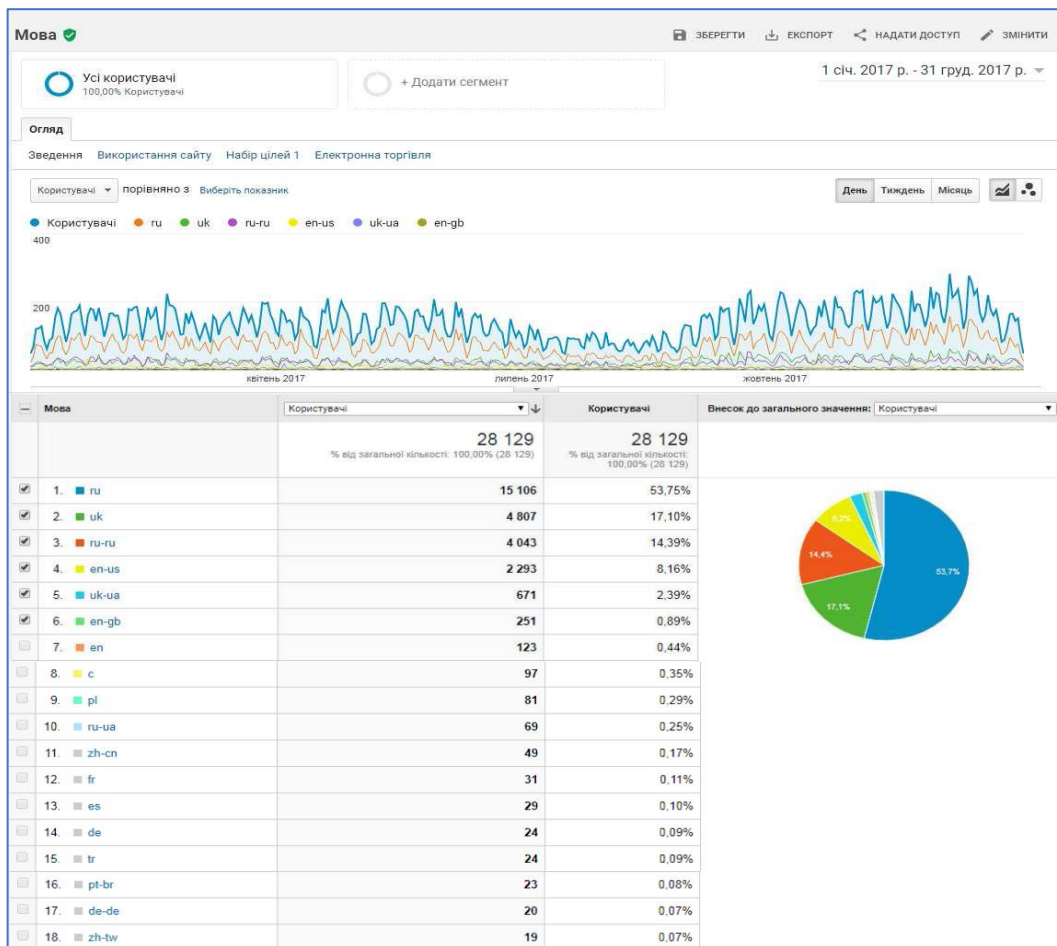 Мова
ЗБЕРЕГТИ ЕКСПОРТ НАДАТИ ДОСТУП ЗМІНИТИ
Усі користувачі
100,00% Користувачі
+ Додати сегмент
1 січ. 2017 р. - 31 груд. 2017 р.
Огляд
Зведення Використання сайту Набір цілей 1 Електронна торгівля
Користувачі порівняно з Виберіть показник
День Тиждень Місяць
Користувачі ru uk ru-ru en-us uk-ua en-gb
400
200
квітень 2017 липень 2017 жовтень 2017
Мова Користувачі Користувачі Внесок до загального значення: Користувачі
28 129 28 129
% від загальної кількості: 100,00% (28 129) % від загальної кількості:
100,00% (28 129)
1. ru 15 106 53,75%
2. uk 4 807 17,10%
3. ru-ru 4 043 14,39%
4. en-us 2 293 8,16%
5. uk-ua 671 2,39%
6. en-gb 251 0,89%
7. en 123 0,44%
8. c 97 0,35%
9. pl 81 0,29%
10. ru-ua 69 0,25%
11. zh-cn 49 0,17%
12. fr 31 0,11%
13. es 29 0,10%
14. de 24 0,09%
15. tr 24 0,09%
16. pt-br 23 0,08%
17. de-de 20 0,07%
18. zh-tw 19 0,07%
53,7%
17,1%
14,4%
8,2%